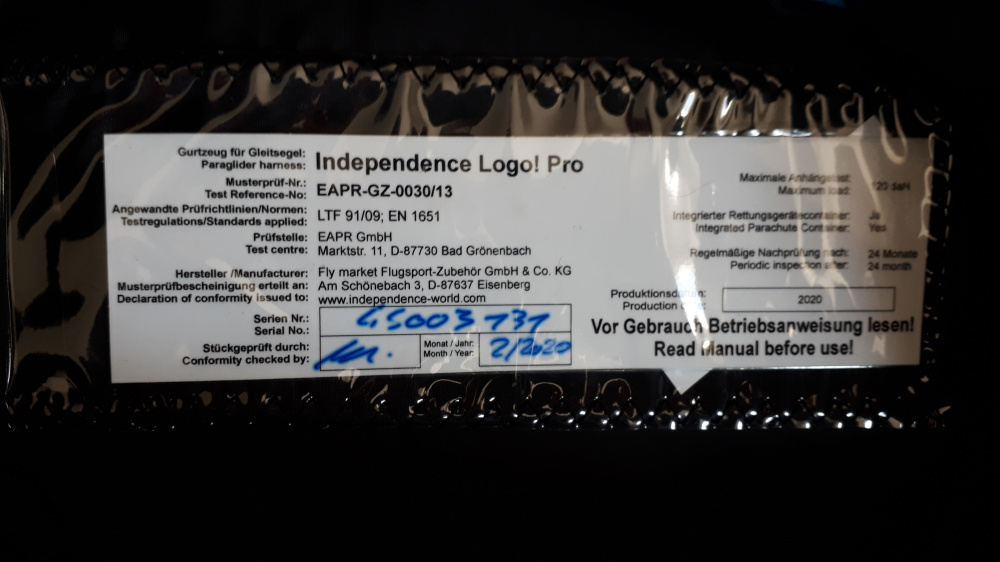 Gurtzeug für Gleitsegel:
Paraglider harness:
Independence Logo! Pro
Musterprüf-Nr.:
Test Reference-No:
EAPR-GZ-0030/13
Angewandte Prüfrichtlinien/Normen:
Testregulations/Standards applied:
LTF 91/09; EN 1651
Prüfstelle: EAPR GmbH
Test centre: Marktstr. 11, D-87730 Bad Grönenbach
Hersteller /Manufacturer: Fly market Flugsport-Zubehör GmbH & Co. KG
Musterprüfbescheinigung erteilt an: Am Schönebach 3, D-87637 Eisenberg
Declaration of conformity issued to: www.independence-world.com
Serien Nr.:
Serial No.:
Stückgeprüft durch:
Conformity checked by:
Monat / Jahr:
Month / Year:
2/2020
Maximale Anhängelast:
Maximum load:
120 daN
Integrierter Rettungsgerätecontainer: Ja
Integrated Parachute Container: Yes
Regelmäßige Nachprüfung nach: 24 Monate
Periodic inspection after: 24 month
Produktionsdatum:
Production
2020
Vor Gebrauch Betriebsanweisung lesen!
Read Manual before use!